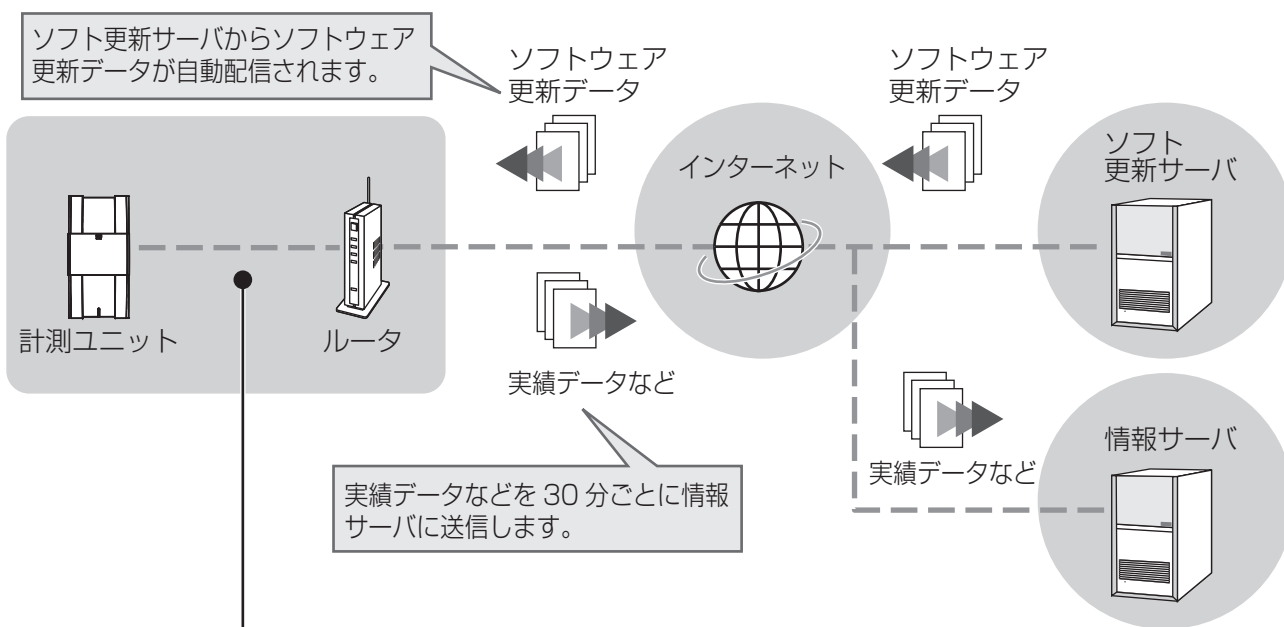 ソフト更新サーバからソフトウェア
更新データが自動配信されます。
ソフトウェア
更新データ
ソフトウェア
更新データ
インターネット
ソフト
更新サーバ
計測ユニット
ルータ
実績データなど
実績データなどを 30 分ごとに情報
サーバに送信します。
実績データなど
情報サーバ